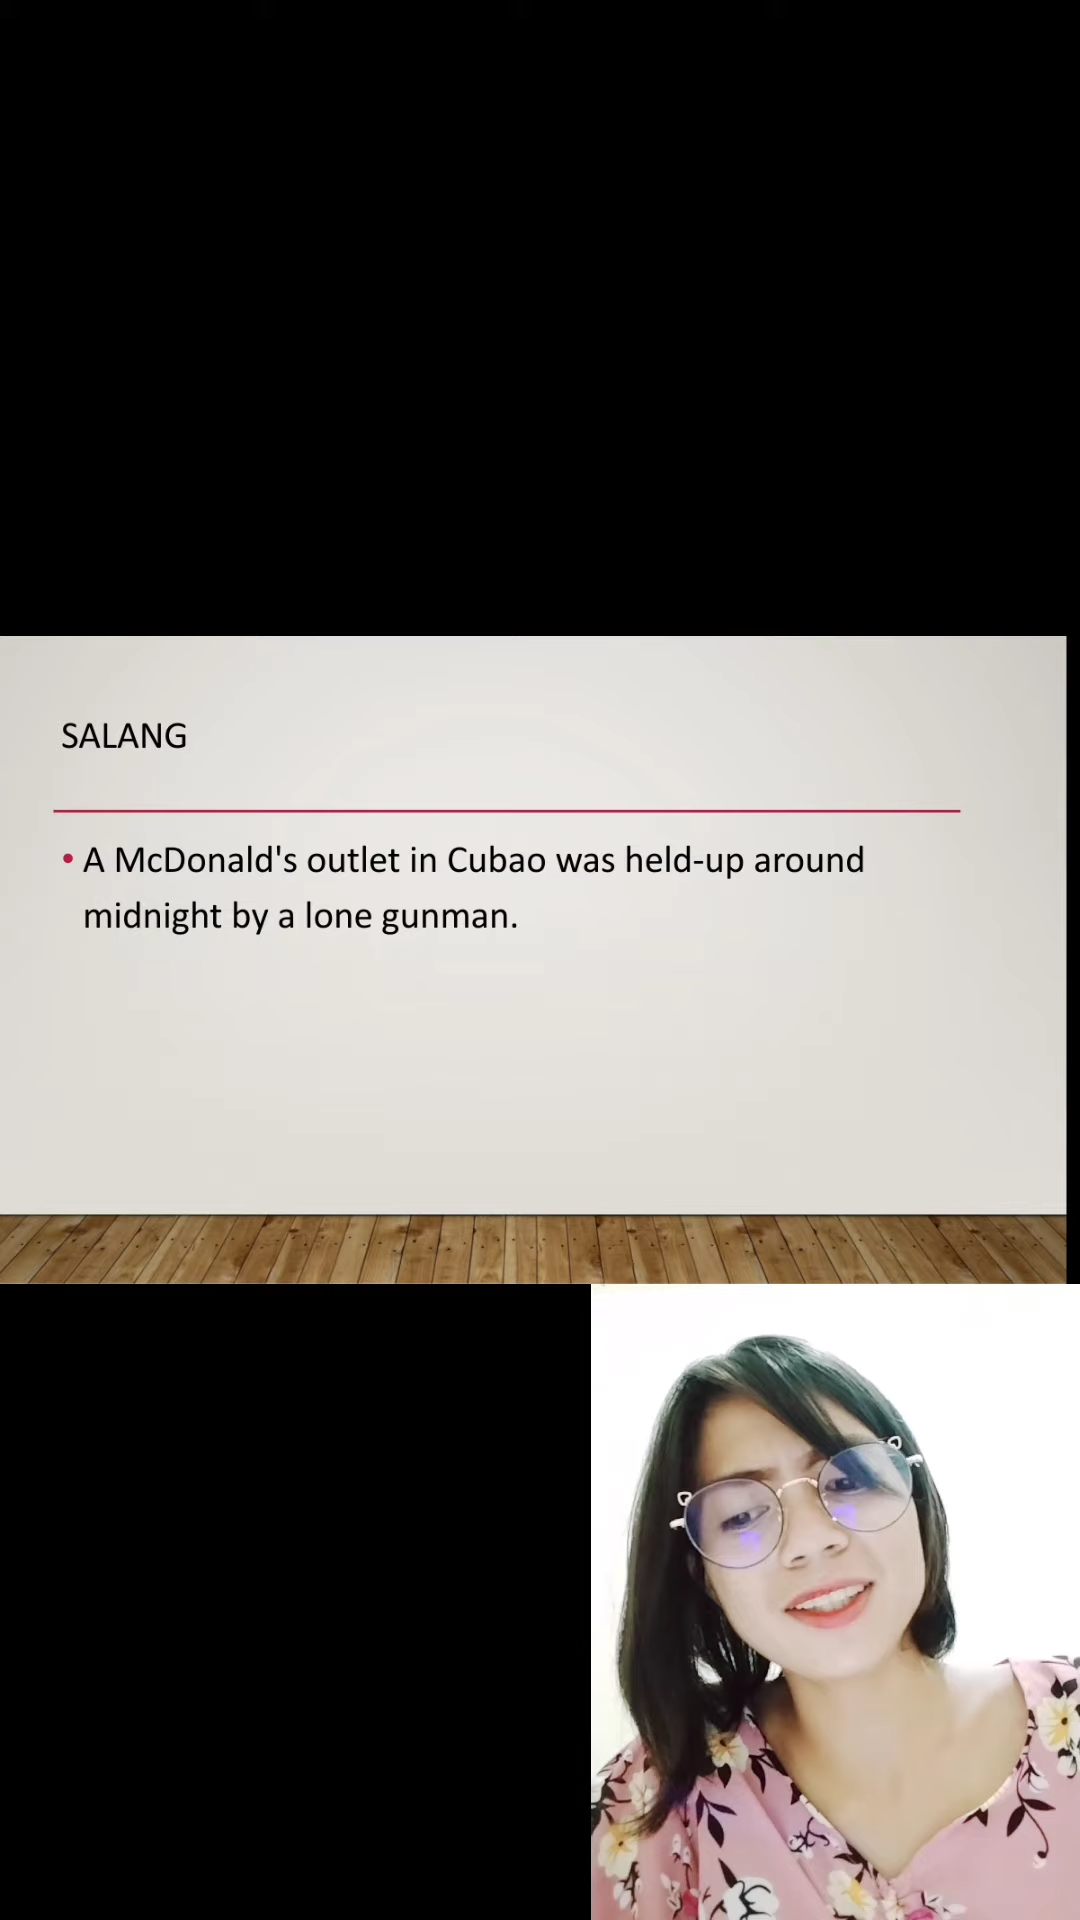 SALANG
• A McDonald's outlet in Cubao was held-up around
midnight by a lone gunman.